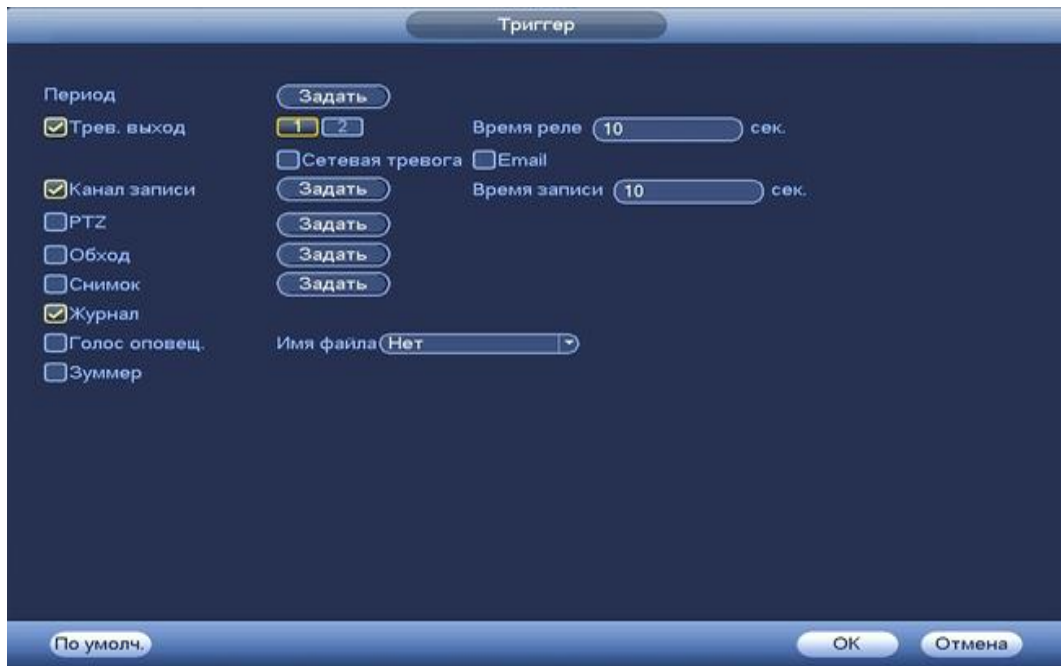 Триггер
Период Задать
Трев. выход 1 2 Время реле 10 сек.
Сетевая тревога Email
Канал записи Задать Время записи 10 сек.
PTZ Задать
Обход Задать
Снимок Задать
Журнал
Голос оповещ. Имя файла Нет
Зуммер
По умолч. OK Отмена